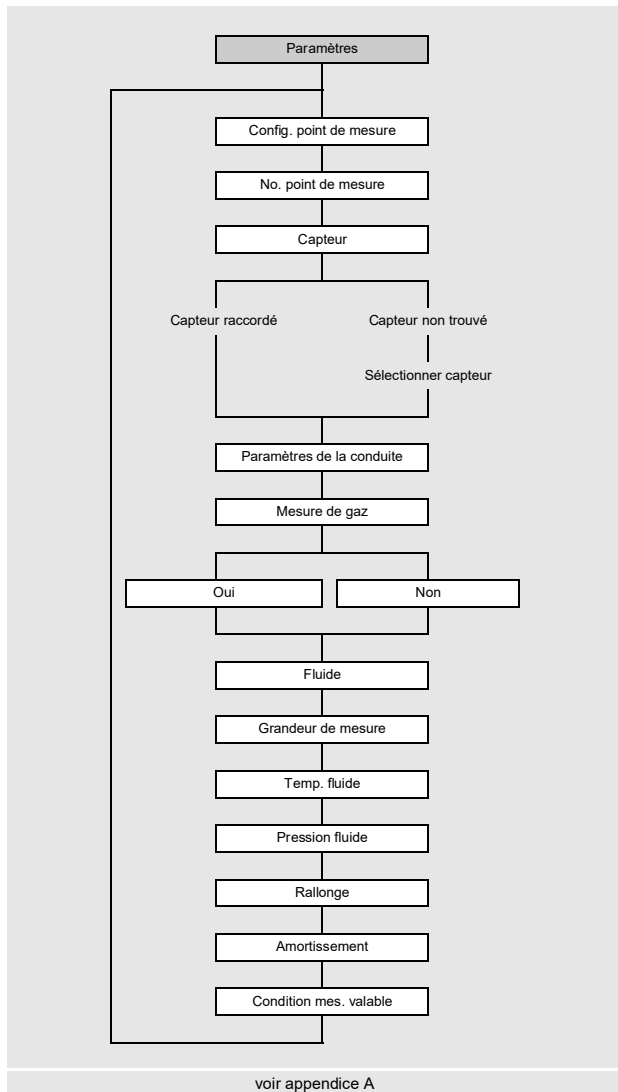 Paramètres
Config. point de mesure
No. point de mesure
Capteur
Capteur raccordé
Capteur non trouvé
Sélectionner capteur
Paramètres de la conduite
Mesure de gaz
Oui
Non
Fluide
Grandeur de mesure
Temp. fluide
Pression fluide
Rallonge
Amortissement
Condition mes. valable
voir appendice A